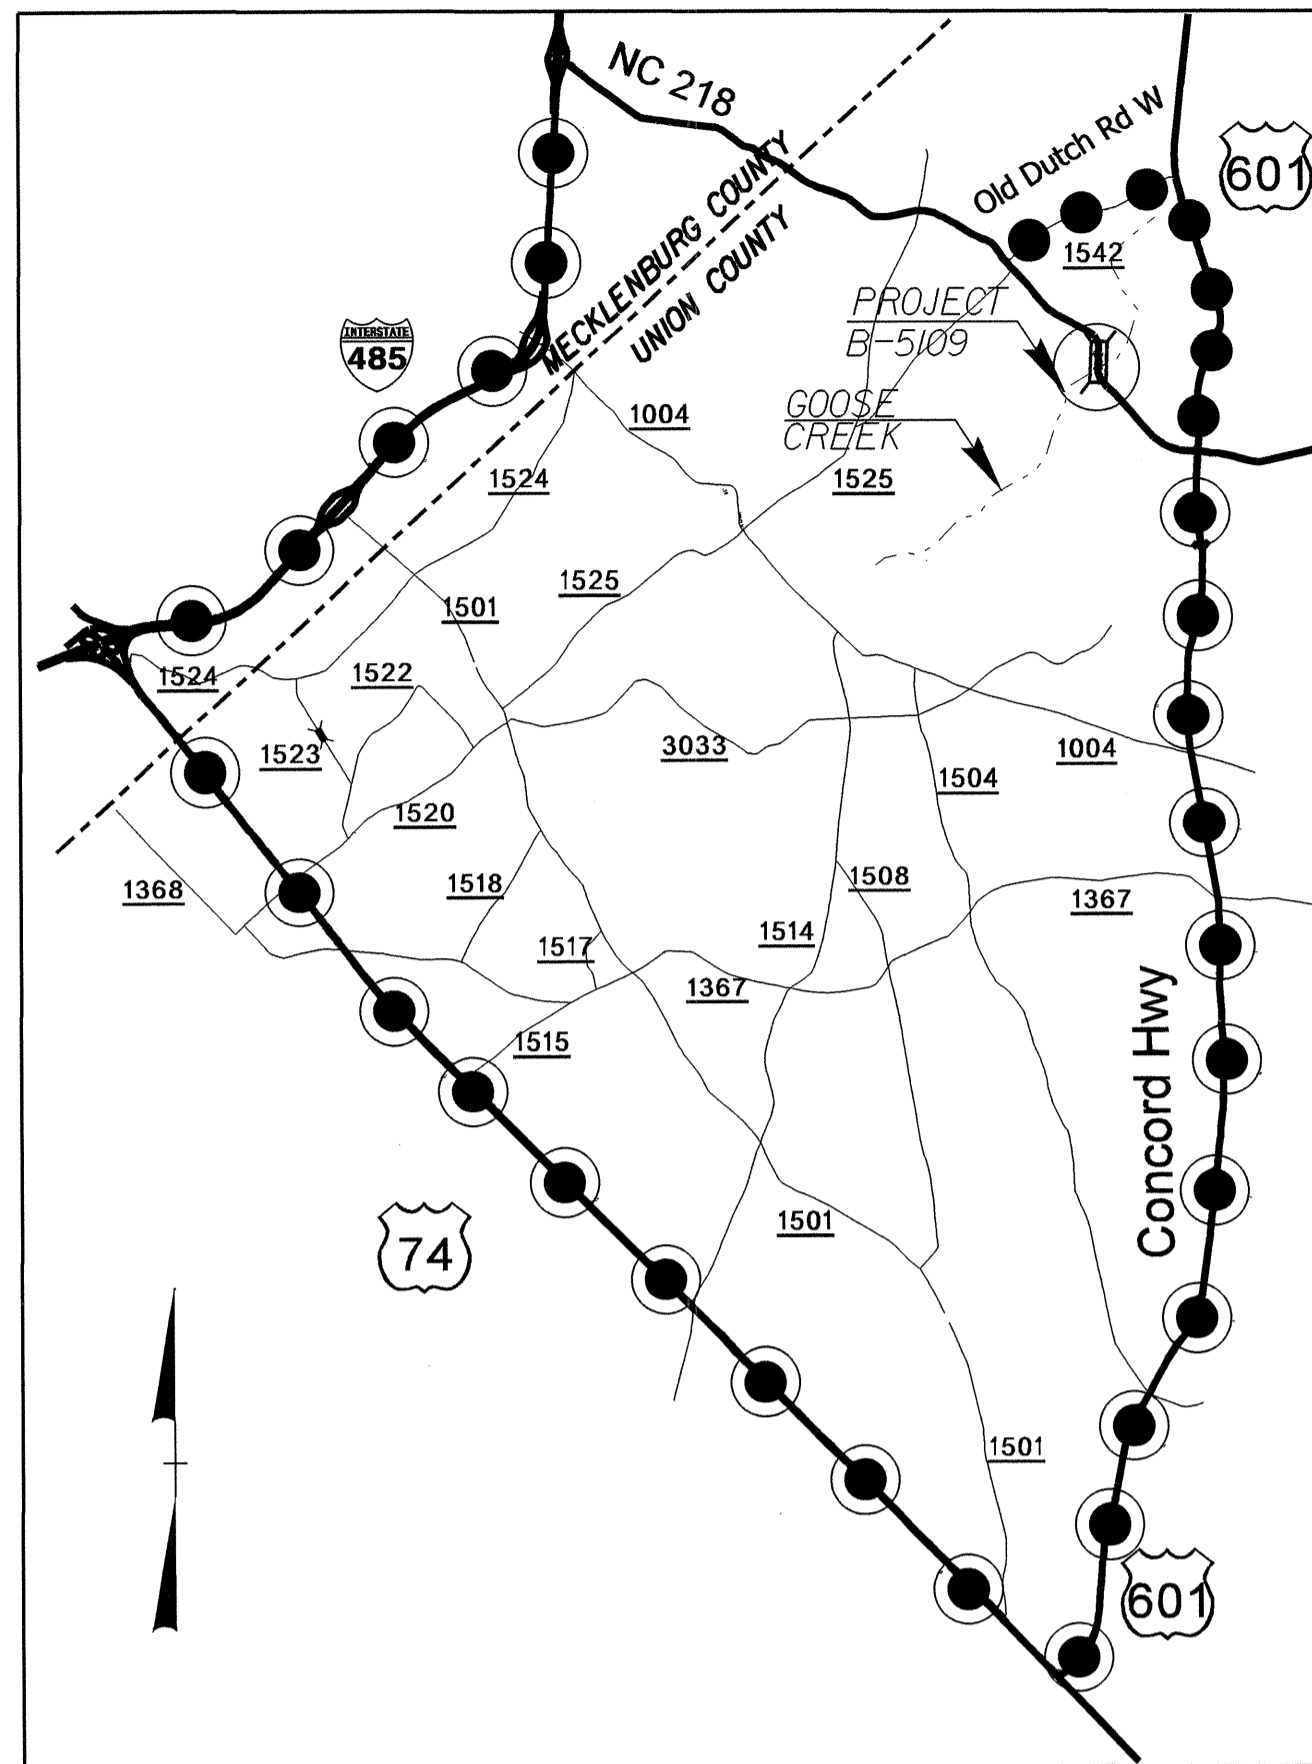 NC 218
Old Dutch Rd W
601
MECKLENBURG COUNTY
UNION COUNTY
1542
PROJECT
B-5109
INTERSTATE
485
GOOSE
CREEK
1004
1524
1525
1525
1501
1524
1522
1523
3033
1004
1504
1520
1368
1518
1508
1367
1514
1517
1367
1515
Concord Hwy
1501
74
1501
601